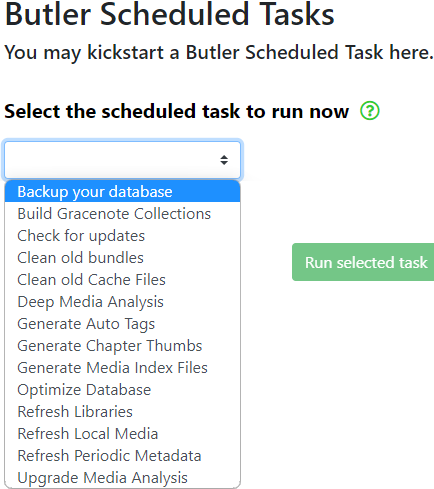 Butler Scheduled Tasks
You may kickstart a Butler Scheduled Task here.
Select the scheduled task to run now
Backup your database
Build Gracenote Collections
Check for updates
Clean old bundles
Clean old Cache Files
Deep Media Analysis
Generate Auto Tags
Generate Chapter Thumbs
Generate Media Index Files
Optimize Database
Refresh Libraries
Refresh Local Media
Refresh Periodic Metadata
Upgrade Media Analysis
Run selected task